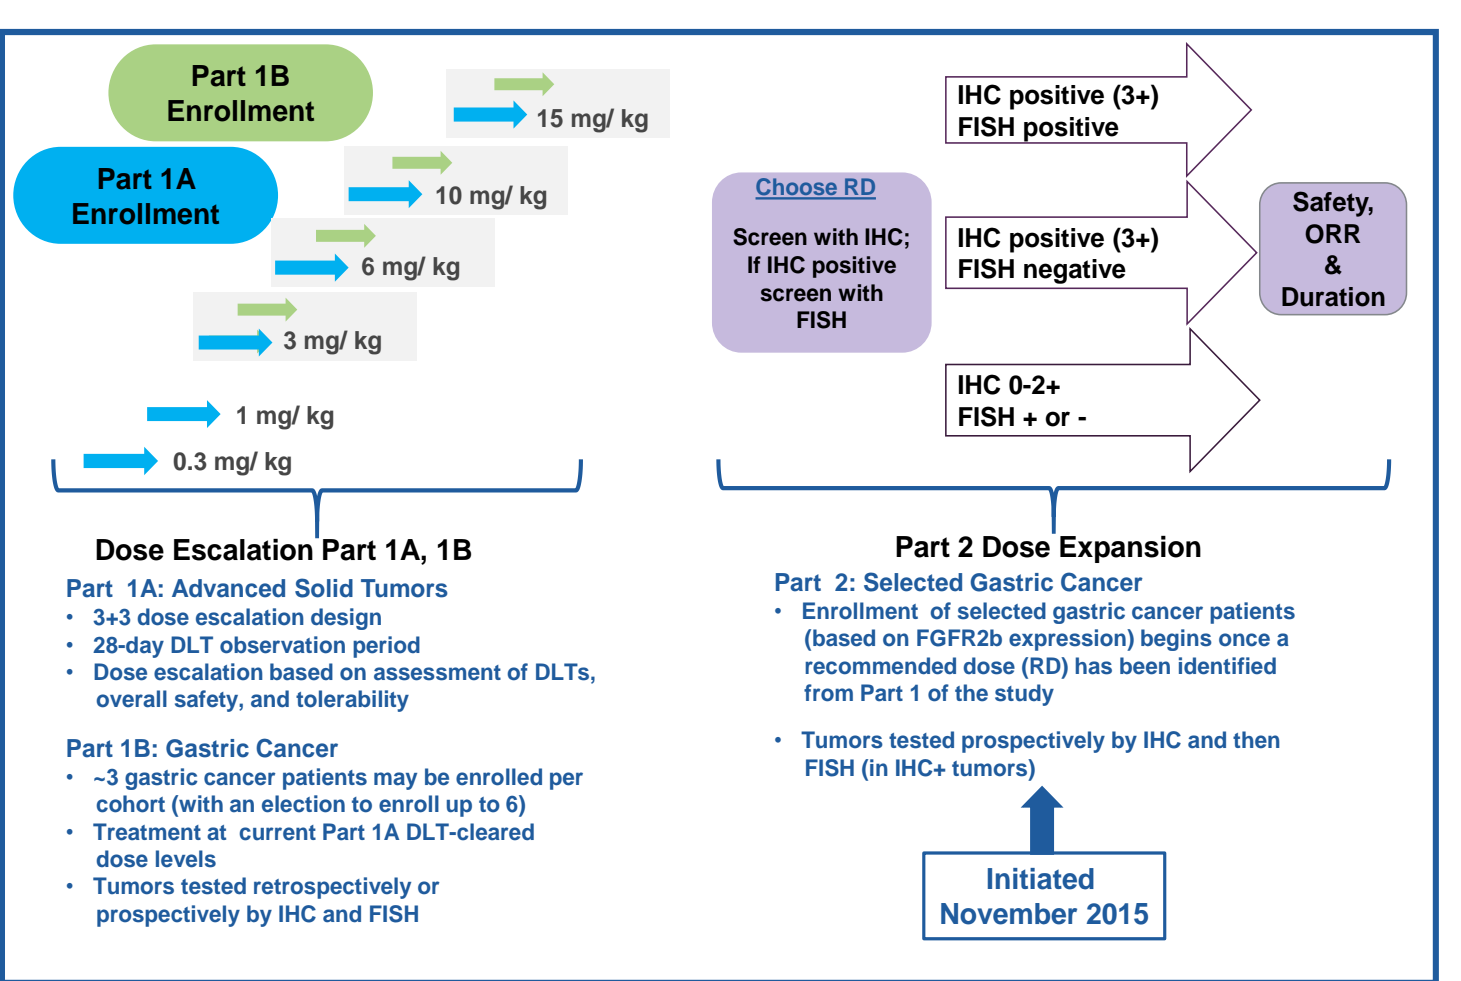 Part 1B
Enrollment
Part 1A
Enrollment
15 mg/ kg
10 mg/ kg
6 mg/ kg
3 mg/ kg
1 mg/ kg
0.3 mg/ kg
Dose Escalation Part 1A, 1B
Part 1A: Advanced Solid Tumors
• 3+3 dose escalation design
• 28-day DLT observation period
• Dose escalation based on assessment of DLTs,
overall safety, and tolerability
Part 1B: Gastric Cancer
• ~3 gastric cancer patients may be enrolled per
cohort (with an election to enroll up to 6)
• Treatment at current Part 1A DLT-cleared
dose levels
• Tumors tested retrospectively or
prospectively by IHC and FISH
Choose RD
Screen with IHC;
If IHC positive
screen with
FISH
IHC positive (3+)
FISH positive
IHC positive (3+)
FISH negative
IHC 0-2+
FISH + or -
Safety,
ORR
&
Duration
Part 2 Dose Expansion
Part 2: Selected Gastric Cancer
• Enrollment of selected gastric cancer patients
(based on FGFR2b expression) begins once a
recommended dose (RD) has been identified
from Part 1 of the study
• Tumors tested prospectively by IHC and then
FISH (in IHC+ tumors)
Initiated
November 2015